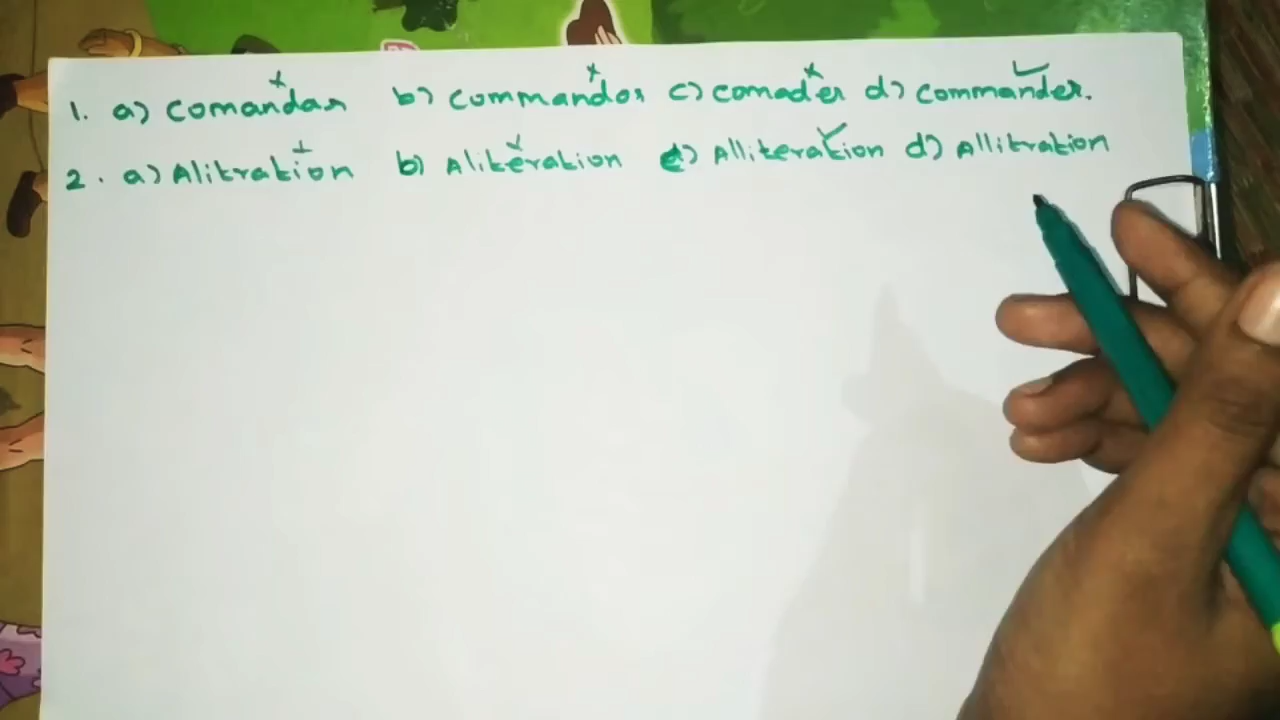 1. a) Comandar b) Commandor c) comader d) Commander.
2. a) Alitration b) Aliteration c) Alliteration d) Allitration